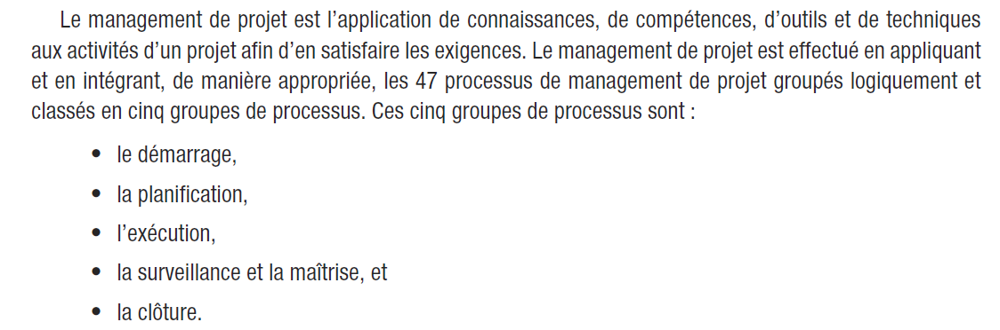 Le management de projet est l’application de connaissances, de compétences, d’outils et de techniques
aux activités d’un projet afin d’en satisfaire les exigences. Le management de projet est effectué en appliquant
et en intégrant, de manière appropriée, les 47 processus de management de projet groupés logiquement et
classés en cinq groupes de processus. Ces cinq groupes de processus sont :
• le démarrage,
• la planification,
• l’exécution,
• la surveillance et la maîtrise, et
• la clôture.